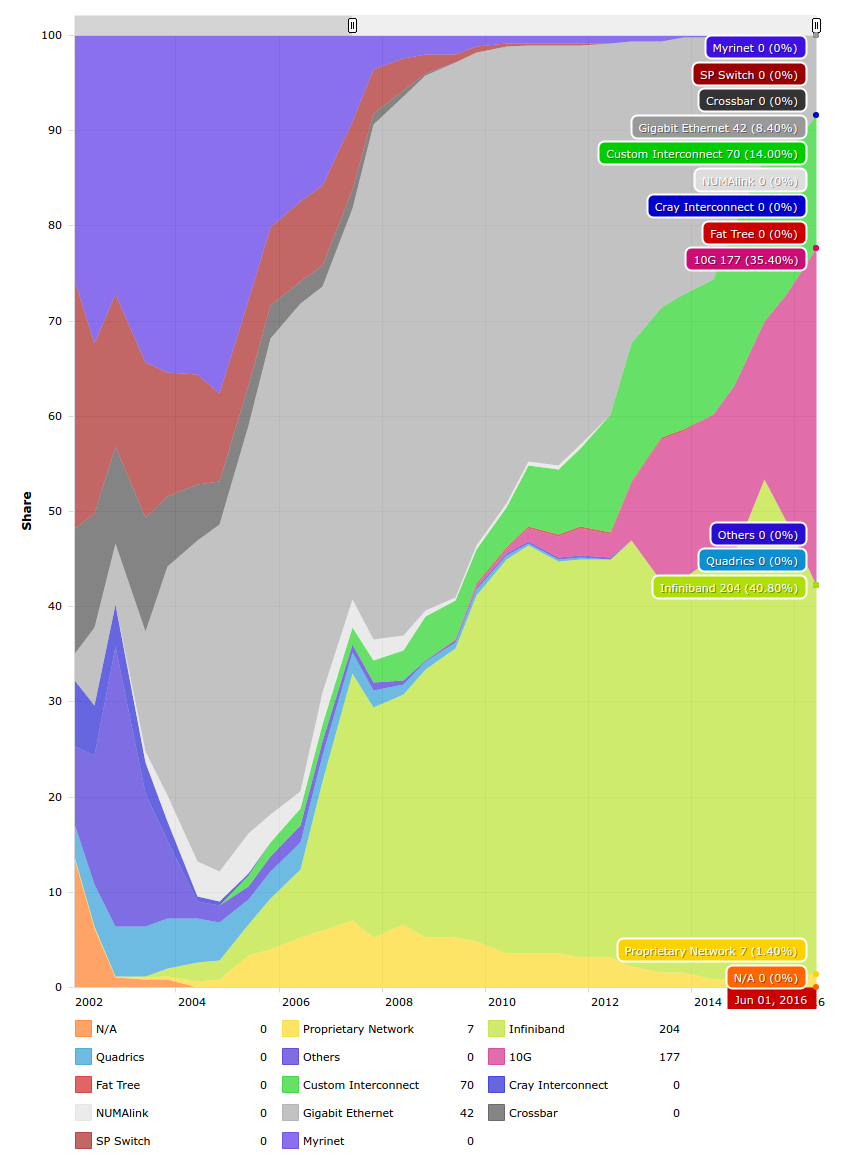 100
90
80
70
60
50
40
30
20
10
0
Share
Myrinet 0 (0%)
SP Switch 0 (0%)
Crossbar 0 (0%)
Gigabit Ethernet 42 (8.40%)
Custom Interconnect 70 (14.00%)
NUMAlink 0 (0%)
Cray Interconnect 0 (0%)
Fat Tree 0 (0%)
10G 177 (35.40%)
Others 0 (0%)
Quadrics 0 (0%)
Infiniband 204 (40.80%)
Proprietary Network 7 (1.40%)
N/A 0 (0%)
Jun 01, 2016
2002 2004 2006 2008 2010 2012 2014 6
N/A 0 Proprietary Network 7 Infiniband 204
Quadrics 0 Others 0 10G 177
Fat Tree 0 Custom Interconnect 70 Cray Interconnect 0
NUMAlink 0 Gigabit Ethernet 42 Crossbar 0
SP Switch 0 Myrinet 0